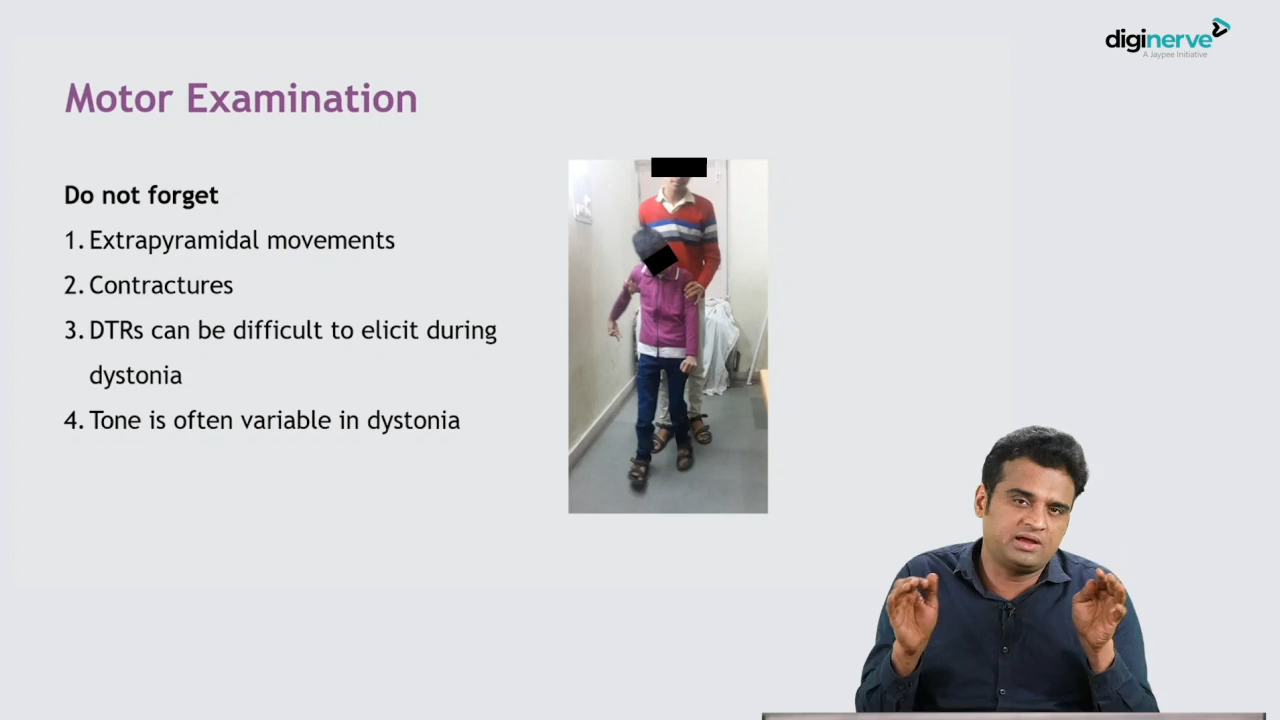 diginerve
A Jaypee Initiative
Motor Examination
Do not forget
1. Extrapyramidal movements
2. Contractures
3. DTRs can be difficult to elicit during
dystonia
4. Tone is often variable in dystonia